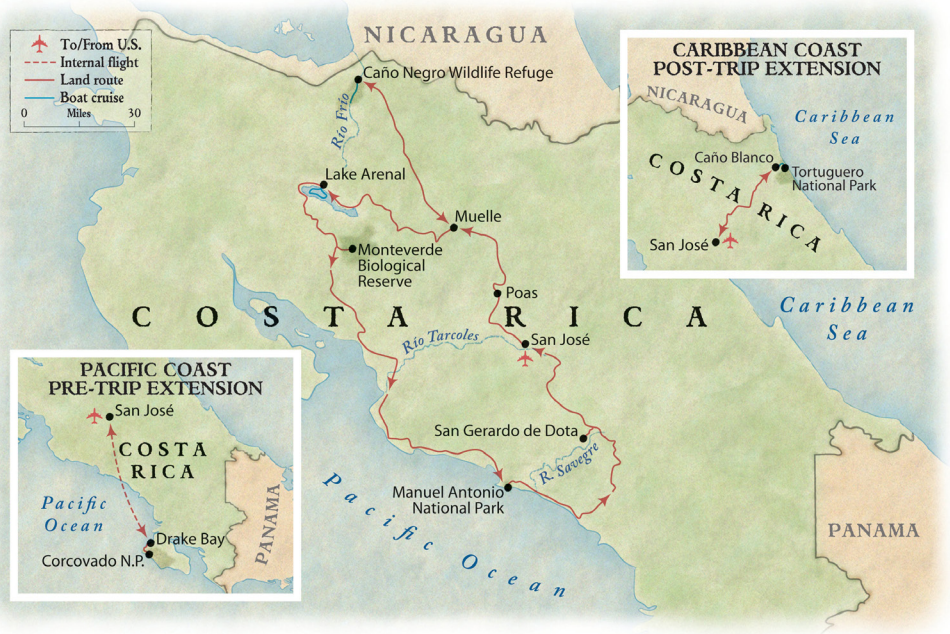 To/From U.S.
Internal flight
Land route
Boat cruise
0 Miles 30
NICARAGUA
Caño Negro Wildlife Refuge
Río Frío
Lake Arenal
Muelle
Monteverde
Biological
Reserve
Poas
COSTA RICA
Río Tarcoles
San José
San Gerardo de Dota
R. Savegre
Manuel Antonio
National Park
Pacific Ocean
Caribbean
Sea
PANAMA
CARIBBEAN COAST
POST-TRIP EXTENSION
NICARAGUA
Caribbean
Sea
Caño Blanco
Tortuguero
National Park
COSTA RICA
San José
PACIFIC COAST
PRE-TRIP EXTENSION
San José
COSTA
RICA
Pacific
Ocean
PANAMA
Drake Bay
Corcovado N.P.